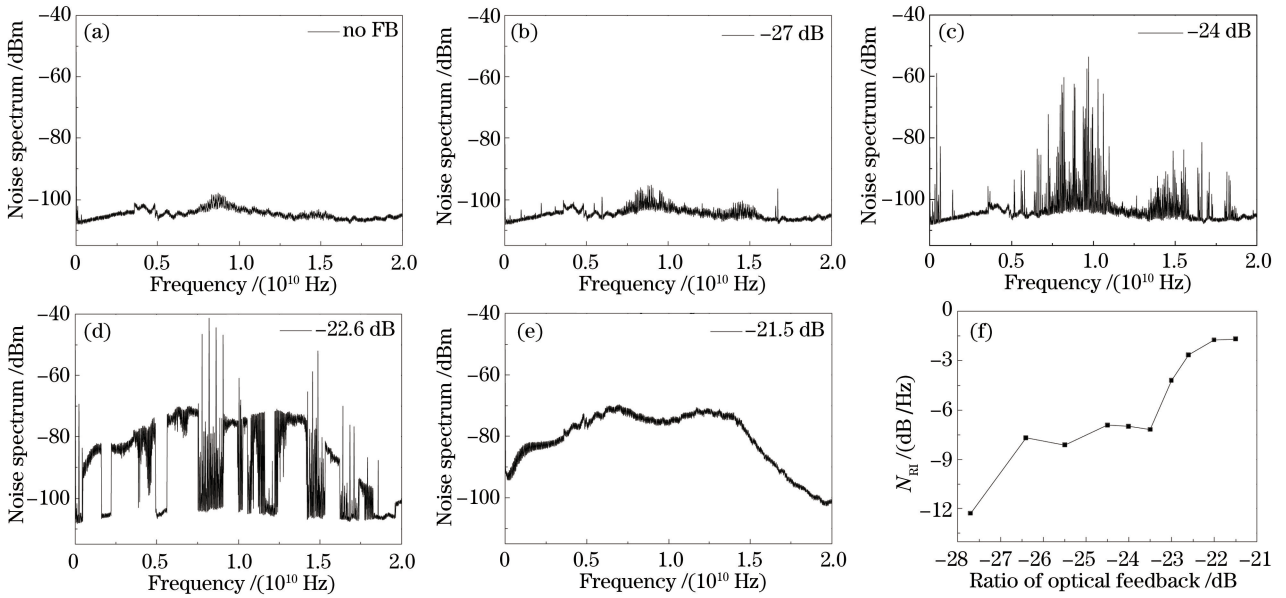 (a)
no FB
Noise spectrum /dBm
-40
-60
-80
-100
0
0.5
1.0
1.5
2.0
Frequency /(10¹⁰ Hz)
(b)
-27 dB
Noise spectrum /dBm
-40
-60
-80
-100
0
0.5
1.0
1.5
2.0
Frequency /(10¹⁰ Hz)
(c)
-24 dB
Noise spectrum /dBm
-40
-60
-80
-100
0
0.5
1.0
1.5
2.0
Frequency /(10¹⁰ Hz)
(d)
-22.6 dB
Noise spectrum /dBm
-40
-60
-80
-100
0
0.5
1.0
1.5
2.0
Frequency /(10¹⁰ Hz)
(e)
-21.5 dB
Noise spectrum /dBm
-40
-60
-80
-100
0
0.5
1.0
1.5
2.0
Frequency /(10¹⁰ Hz)
(f)
N_RI /(dB /Hz)
0
-3
-6
-9
-12
-28
-27
-26
-25
-24
-23
-22
-21
Ratio of optical feedback /dB